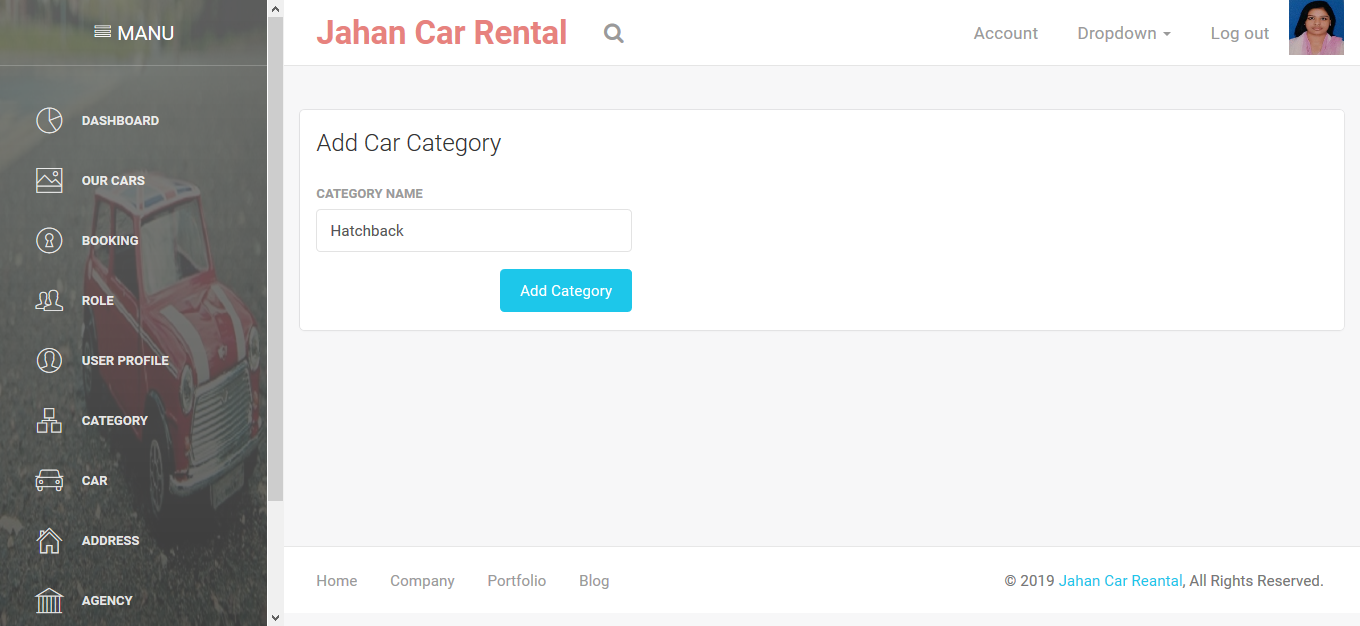 MANU
Jahan Car Rental
Account
Dropdown
Log out
DASHBOARD
OUR CARS
BOOKING
ROLE
USER PROFILE
CATEGORY
CAR
ADDRESS
AGENCY
Add Car Category
CATEGORY NAME
Hatchback
Add Category
Home
Company
Portfolio
Blog
© 2019 Jahan Car Reantal, All Rights Reserved.